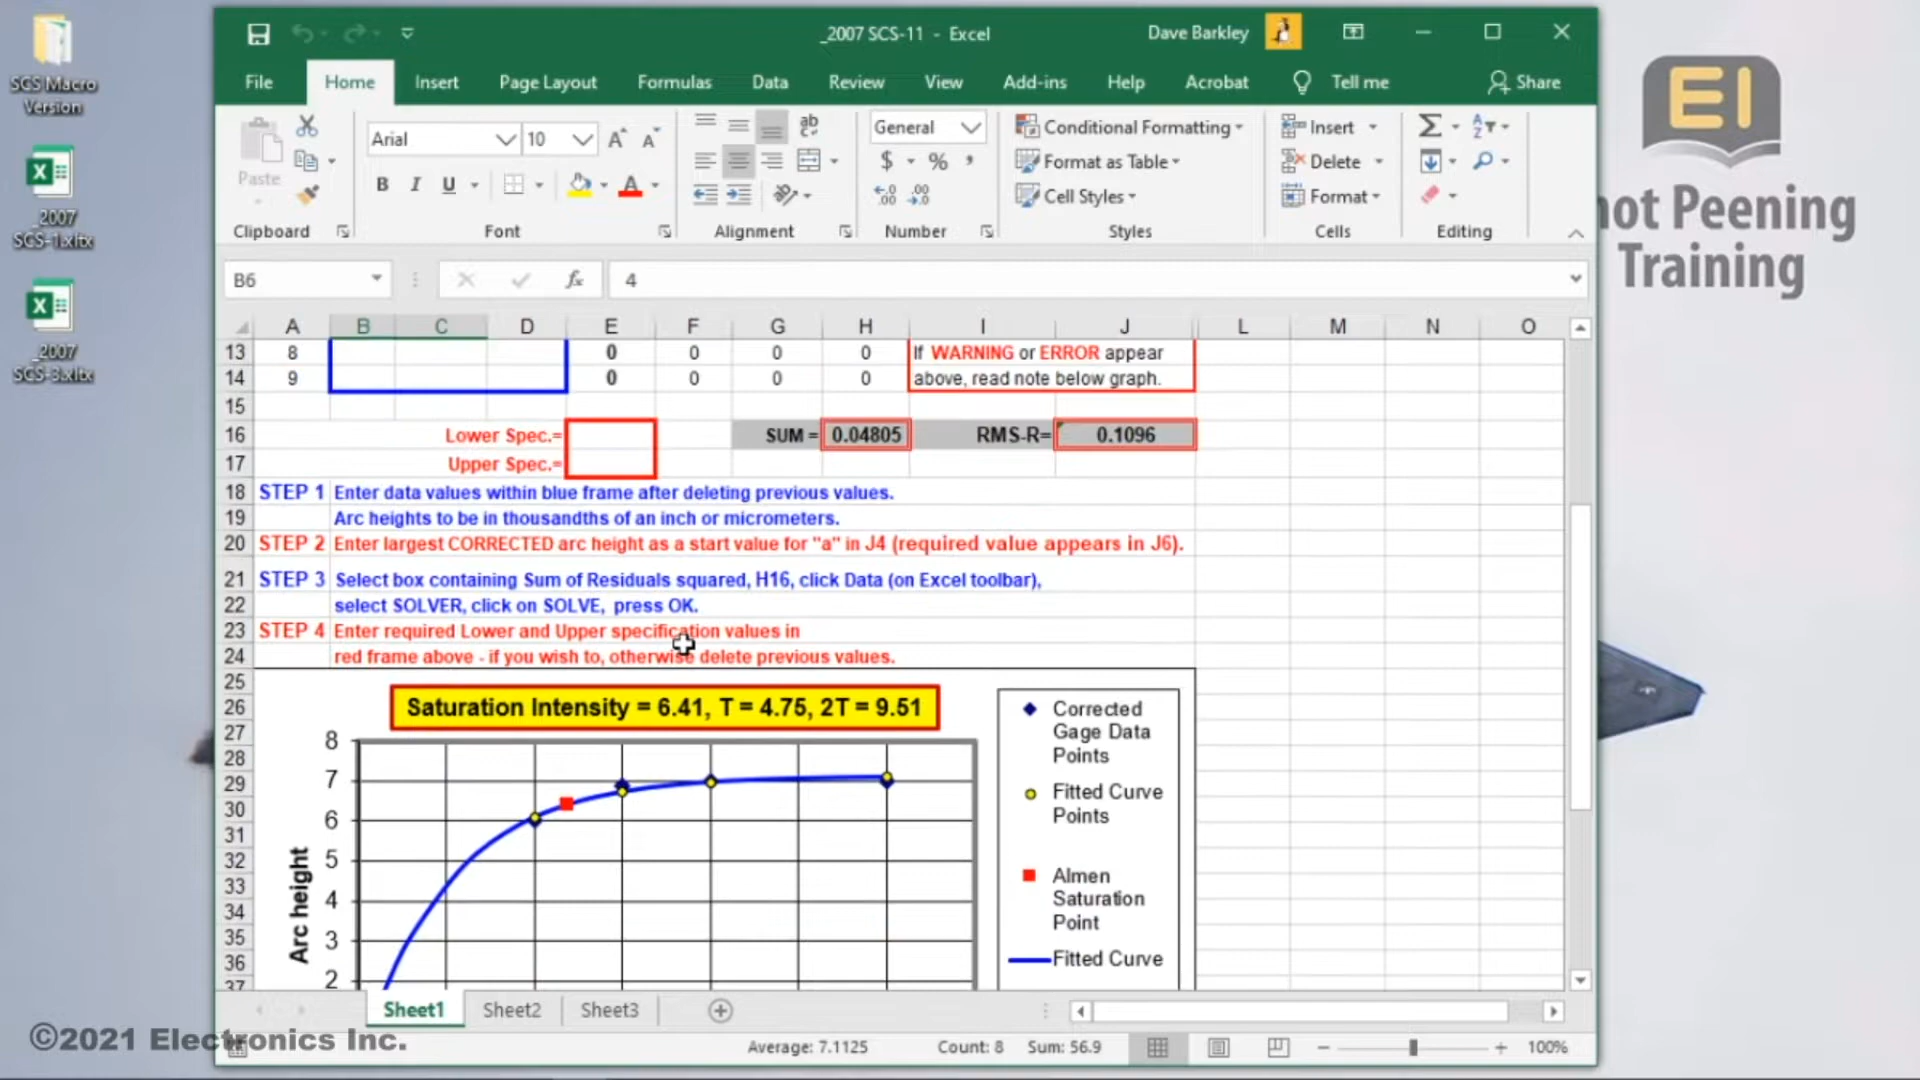 SCS Macro
Version
_2007
SCS-1.xltx
_2007
SCS-3.xltx
_2007 SCS-11 - Excel
Dave Barkley
File Home Insert Page Layout Formulas Data Review View Add-ins Help Acrobat Tell me Share
Paste
Arial 10
B I U A
ab
General
$ % ,
Conditional Formatting
Format as Table
Cell Styles
Insert
Delete
Format
Clipboard Font Alignment Number Styles Cells Editing
B6 fx 4
A B C D E F G H I J L M N O
13 8 0 0 0 0 If WARNING or ERROR appear
14 9 0 0 0 0 above, read note below graph.
15
16 Lower Spec.= SUM = 0.04805 RMS-R= 0.1096
17 Upper Spec.=
18 STEP 1 Enter data values within blue frame after deleting previous values.
19 Arc heights to be in thousandths of an inch or micrometers.
20 STEP 2 Enter largest CORRECTED arc height as a start value for "a" in J4 (required value appears in J6).
21 STEP 3 Select box containing Sum of Residuals squared, H16, click Data (on Excel toolbar),
22 select SOLVER, click on SOLVE, press OK.
23 STEP 4 Enter required Lower and Upper specification values in
24 red frame above - if you wish to, otherwise delete previous values.
25
26 Saturation Intensity = 6.41, T = 4.75, 2T = 9.51
27
28
29
30
31
32
33
34
35
36
37
8
7
6
5
4
3
2
Arc height
Corrected
Gage Data
Points
Fitted Curve
Points
Almen
Saturation
Point
Fitted Curve
Sheet1 Sheet2 Sheet3
Average: 7.1125 Count: 8 Sum: 56.9 100%
EI
hot Peening
Training
©2021 Electronics Inc.